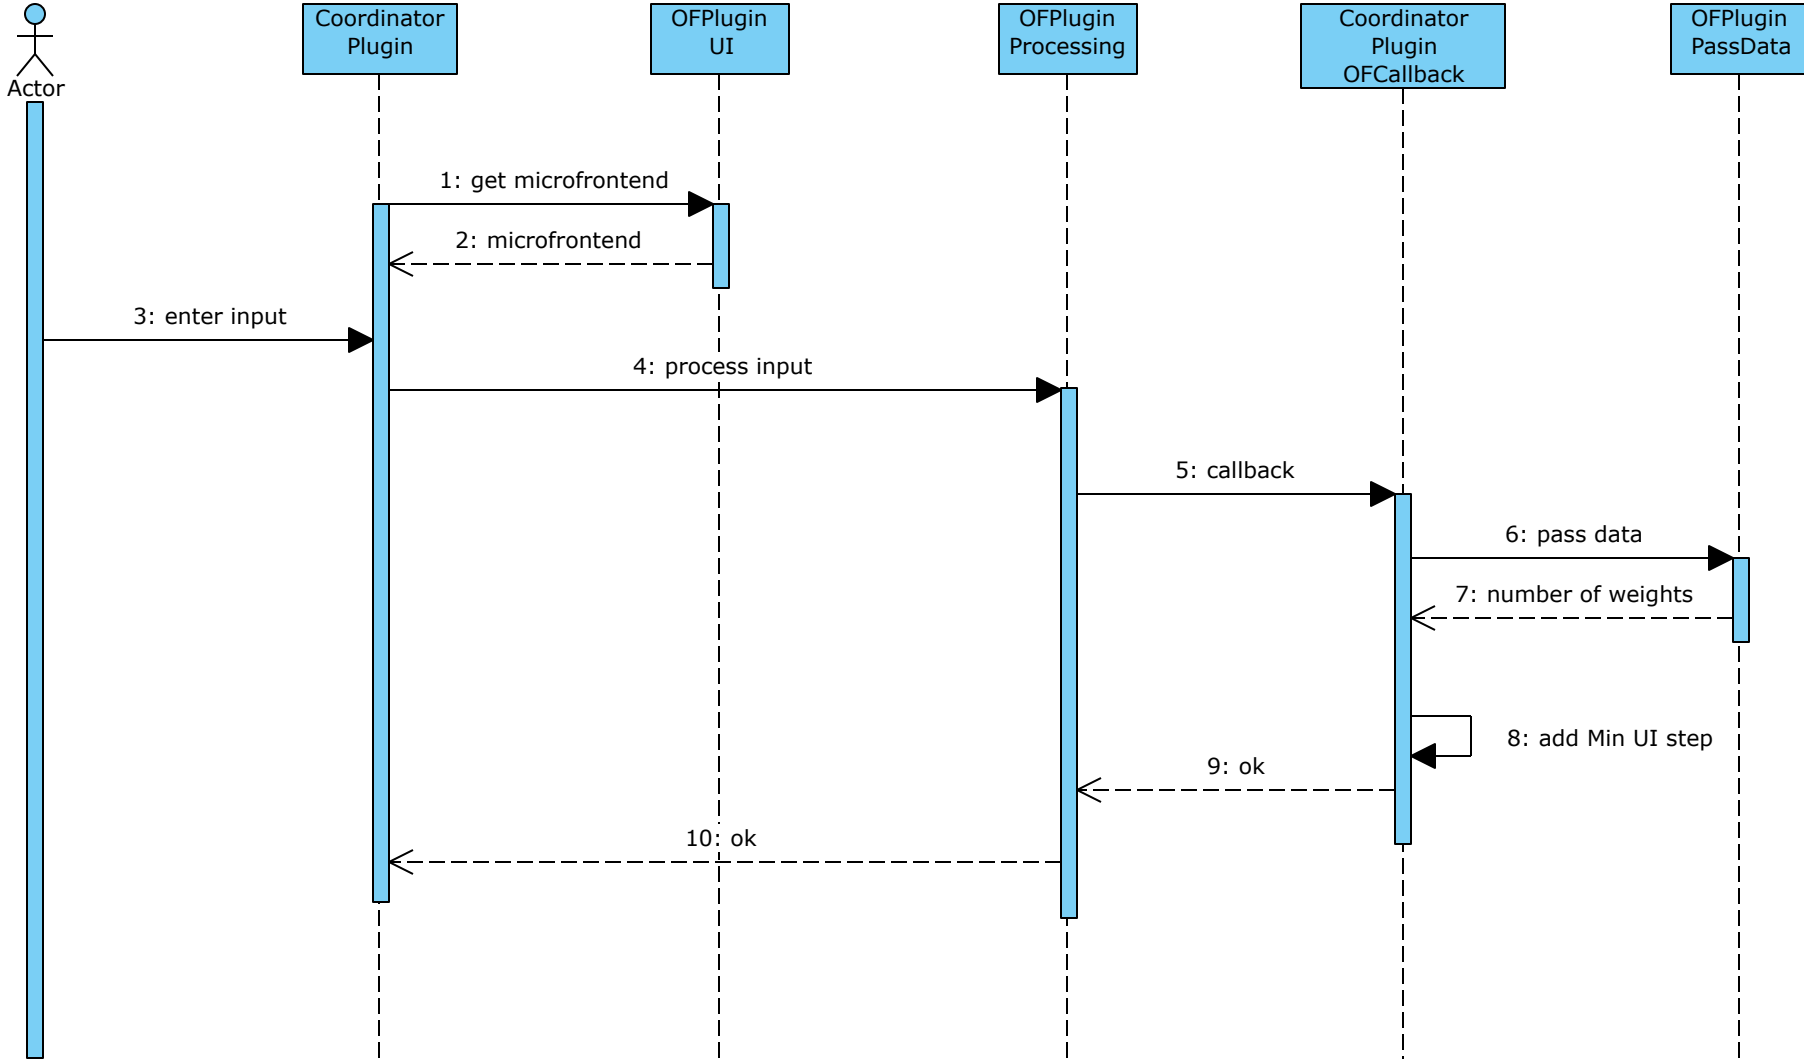 Actor
Coordinator
Plugin
OFPlugin
UI
OFPlugin
Processing
Coordinator
Plugin
OFCallback
OFPlugin
PassData
1: get microfrontend
2: microfrontend
3: enter input
4: process input
5: callback
6: pass data
7: number of weights
8: add Min UI step
9: ok
10: ok